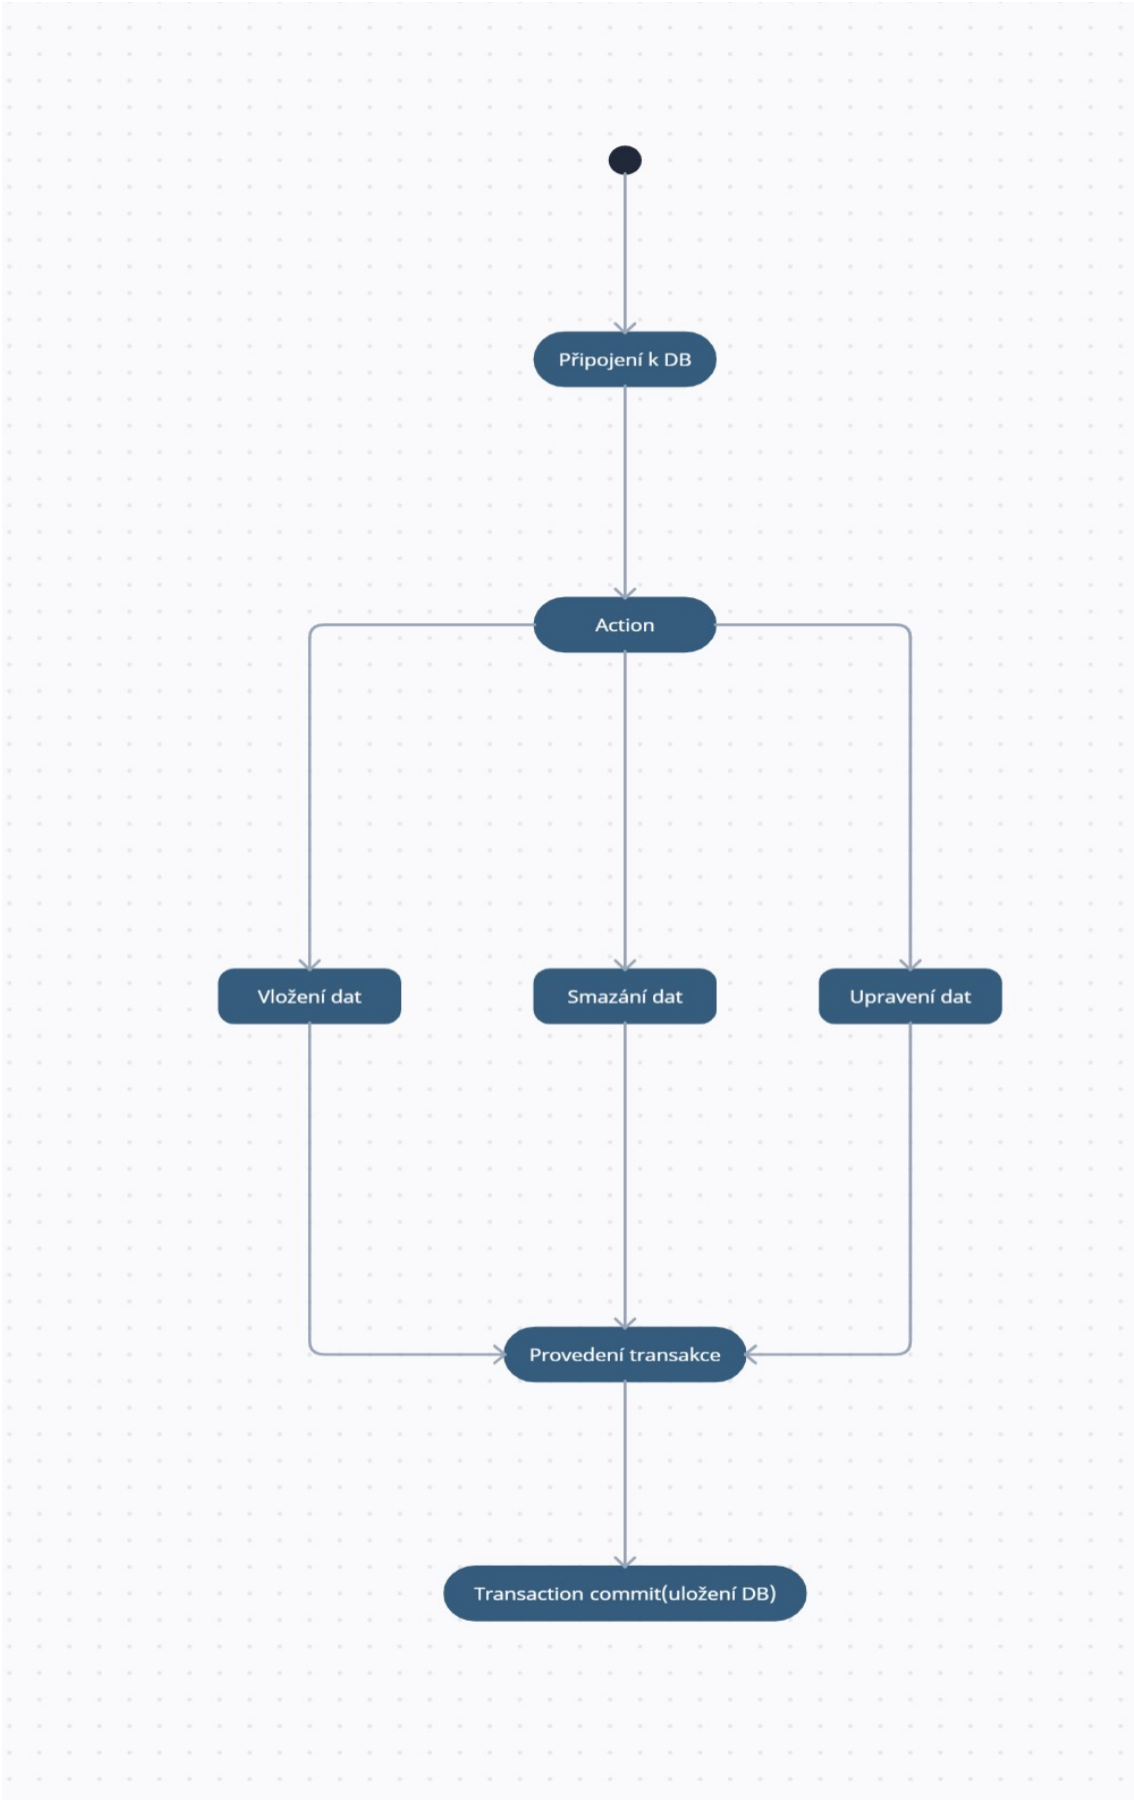 Připojení k DB
Action
Vložení dat
Smazání dat
Upravení dat
Provedení transakce
Transaction commit(uložení DB)